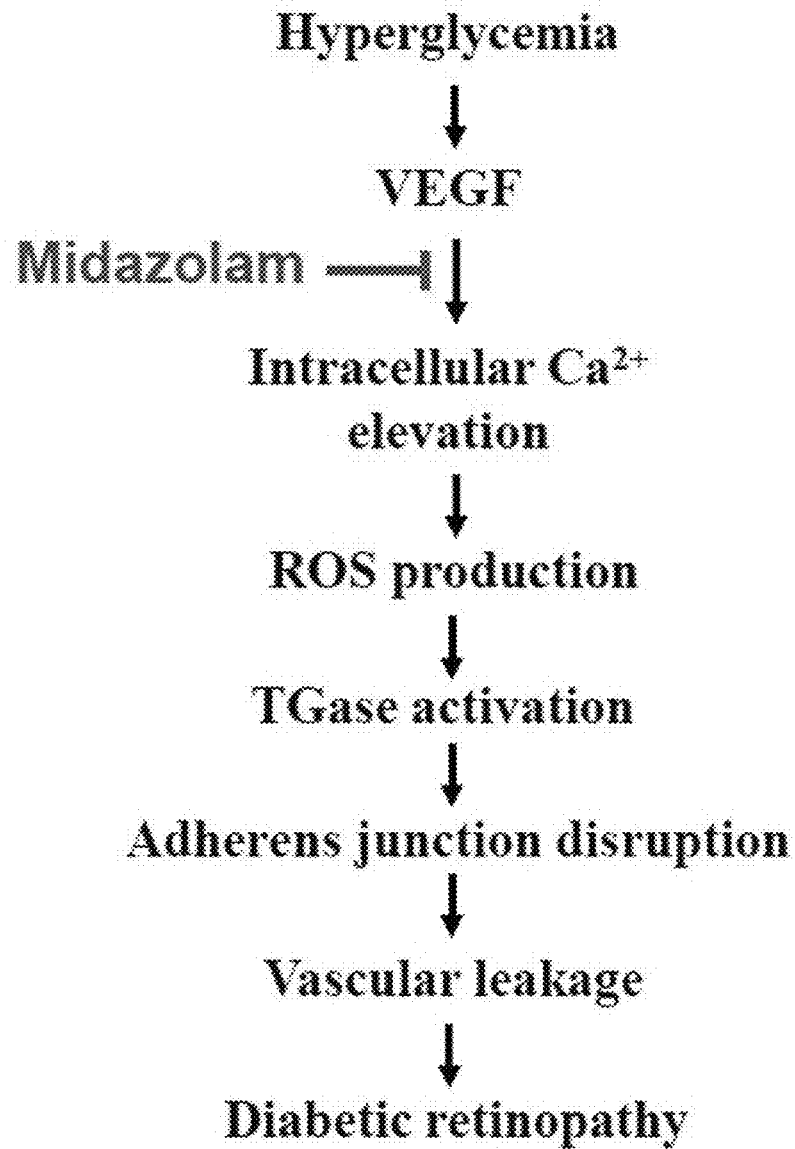 Hyperglycemia
VEGF
Midazolam
Intracellular Ca²⁺
elevation
ROS production
TGase activation
Adherens junction disruption
Vascular leakage
Diabetic retinopathy